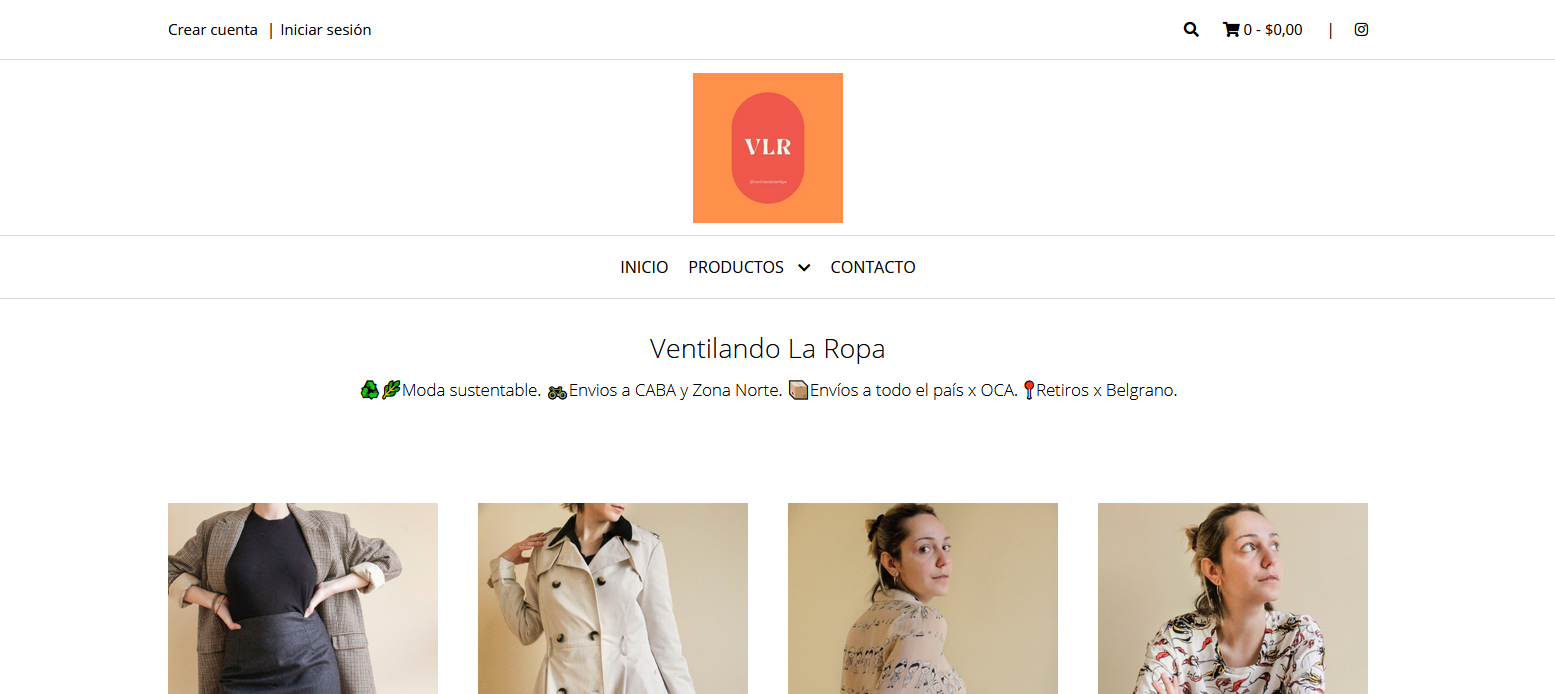 Crear cuenta | Iniciar sesión
0 - $0,00 |
VLR
INICIO PRODUCTOS CONTACTO
Ventilando La Ropa
♻🌿Moda sustentable. 🚲Envios a CABA y Zona Norte. 📦Envíos a todo el país x OCA. 📍Retiros x Belgrano.